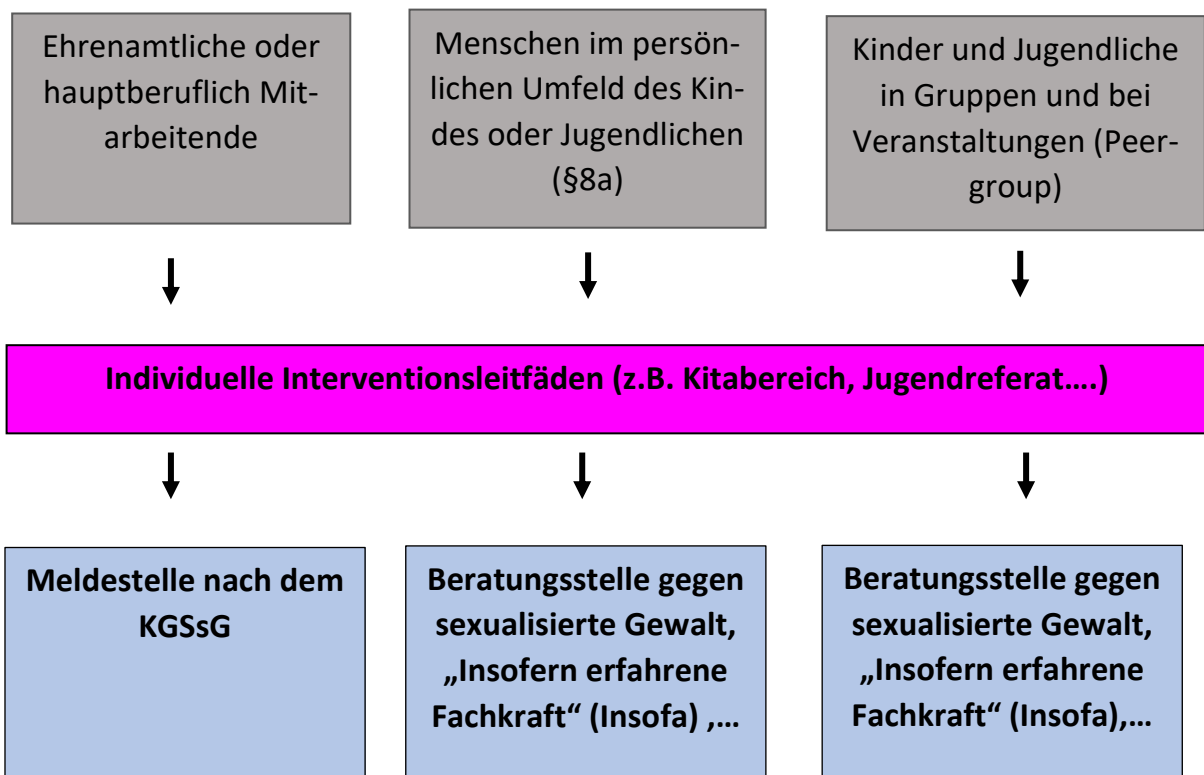 Ehrenamtliche oder
hauptberuflich Mit-
arbeitende
Menschen im persön-
lichen Umfeld des Kin-
des oder Jugendlichen
(§8a)
Kinder und Jugendliche
in Gruppen und bei
Veranstaltungen (Peer-
group)
Individuelle Interventionsleitfäden (z.B. Kitabereich, Jugendreferat….)
Meldestelle nach dem
KGSsG
Beratungsstelle gegen
sexualisierte Gewalt,
„Insofern erfahrene
Fachkraft“ (Insofa) ,…
Beratungsstelle gegen
sexualisierte Gewalt,
„Insofern erfahrene
Fachkraft“ (Insofa),…